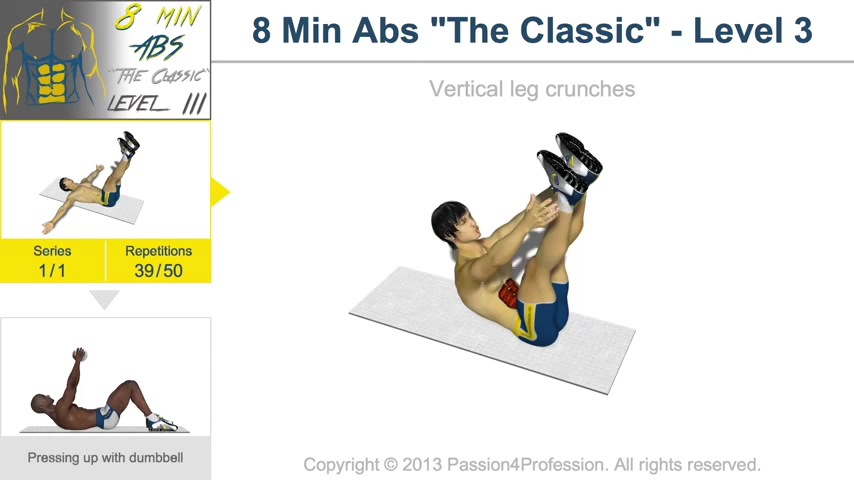 8 MIN
ABS
"THE CLASSIC"
LEVEL III
8 Min Abs "The Classic" - Level 3
Vertical leg crunches
Series
1/1
Repetitions
39/50
Pressing up with dumbbell
Copyright © 2013 Passion4Profession. All rights reserved.